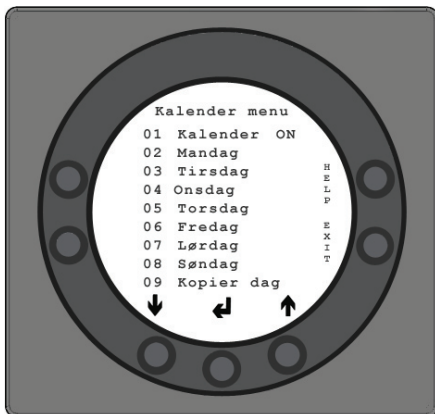 Kalender menu
01 Kalender ON
02 Mandag
03 Tirsdag
04 Onsdag
05 Torsdag
06 Fredag
07 Lørdag
08 Søndag
09 Kopier dag
HELP
EXIT